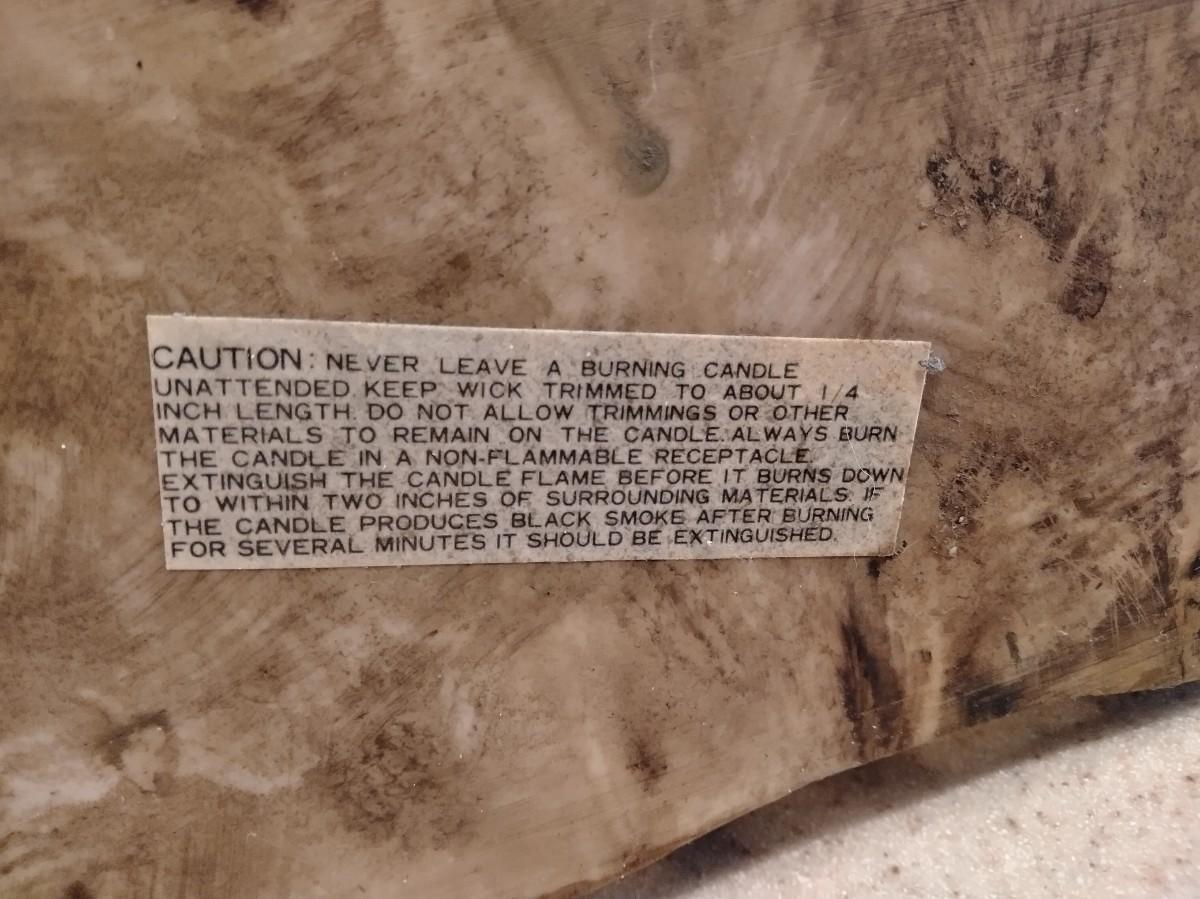 CAUTION: NEVER LEAVE A BURNING CANDLE
UNATTENDED. KEEP WICK TRIMMED TO ABOUT 1/4
INCH LENGTH. DO NOT ALLOW TRIMMINGS OR OTHER
MATERIALS TO REMAIN ON THE CANDLE. ALWAYS BURN
THE CANDLE IN A NON-FLAMMABLE RECEPTACLE.
EXTINGUISH THE CANDLE FLAME BEFORE IT BURNS DOWN
TO WITHIN TWO INCHES OF SURROUNDING MATERIALS. IF
THE CANDLE PRODUCES BLACK SMOKE AFTER BURNING
FOR SEVERAL MINUTES IT SHOULD BE EXTINGUISHED.